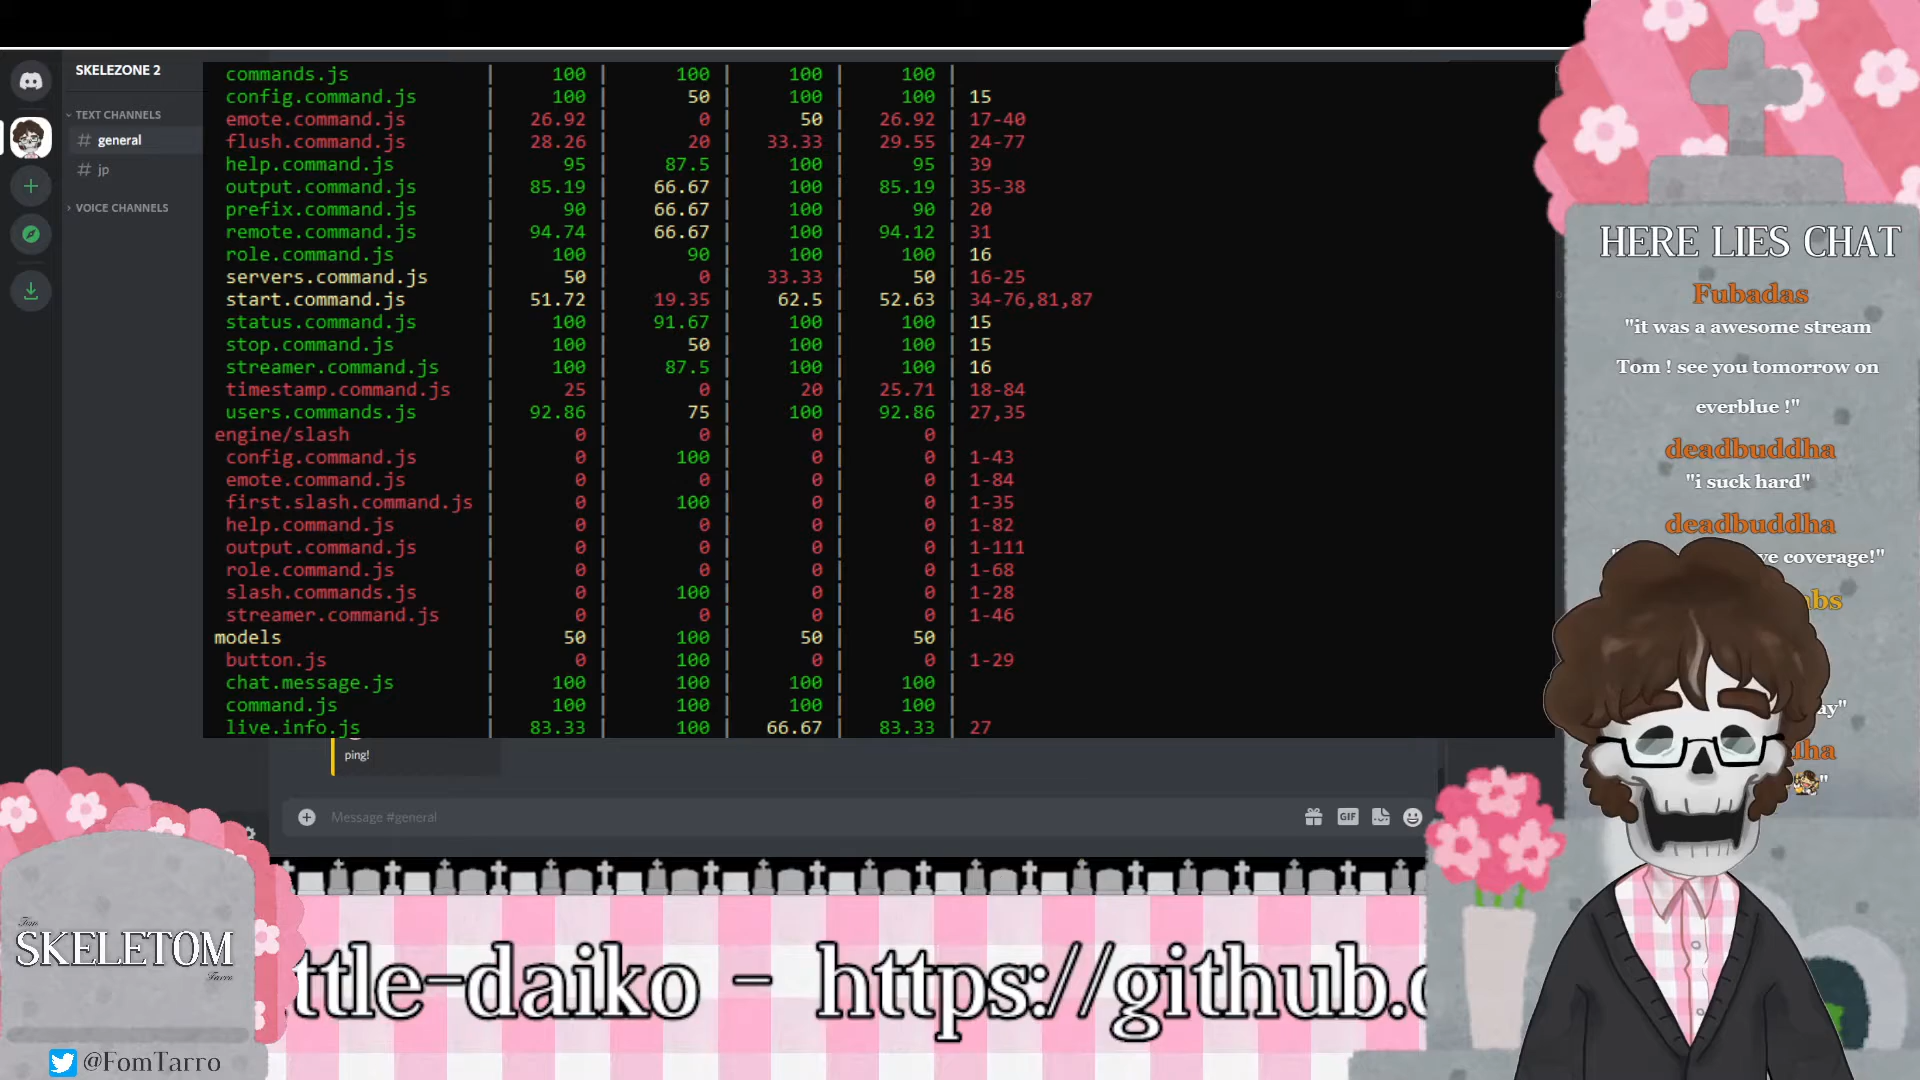 SKELEZONE 2
TEXT CHANNELS
# general
# jp
VOICE CHANNELS
commands.js | 100 | 100 | 100 | 100 |
config.command.js | 100 | 50 | 100 | 100 | 15
emote.command.js | 26.92 | 0 | 50 | 26.92 | 17-40
flush.command.js | 28.26 | 20 | 33.33 | 29.55 | 24-77
help.command.js | 95 | 87.5 | 100 | 95 | 39
output.command.js | 85.19 | 66.67 | 100 | 85.19 | 35-38
prefix.command.js | 90 | 66.67 | 100 | 90 | 20
remote.command.js | 94.74 | 66.67 | 100 | 94.12 | 31
role.command.js | 100 | 90 | 100 | 100 | 16
servers.command.js | 50 | 0 | 33.33 | 50 | 16-25
start.command.js | 51.72 | 19.35 | 62.5 | 52.63 | 34-76,81,87
status.command.js | 100 | 91.67 | 100 | 100 | 15
stop.command.js | 100 | 50 | 100 | 100 | 15
streamer.command.js | 100 | 87.5 | 100 | 100 | 16
timestamp.command.js | 25 | 0 | 20 | 25.71 | 18-84
users.commands.js | 92.86 | 75 | 100 | 92.86 | 27,35
engine/slash | 0 | 0 | 0 | 0 |
config.command.js | 0 | 100 | 0 | 0 | 1-43
emote.command.js | 0 | 0 | 0 | 0 | 1-84
first.slash.command.js | 0 | 100 | 0 | 0 | 1-35
help.command.js | 0 | 0 | 0 | 0 | 1-82
output.command.js | 0 | 0 | 0 | 0 | 1-111
role.command.js | 0 | 0 | 0 | 0 | 1-68
slash.commands.js | 0 | 100 | 0 | 0 | 1-28
streamer.command.js | 0 | 0 | 0 | 0 | 1-46
models | 50 | 100 | 50 | 50 |
button.js | 0 | 100 | 0 | 0 | 1-29
chat.message.js | 100 | 100 | 100 | 100 |
command.js | 100 | 100 | 100 | 100 |
live.info.js | 83.33 | 100 | 66.67 | 83.33 | 27
ping!
Message #general
GIF
HERE LIES CHAT
Fubadas
"it was a awesome stream
Tom ! see you tomorrow on
everblue !"
deadbuddha
"i suck hard"
deadbuddha
coverage!"
Tom
SKELETOM
Tarro
@FomTarro
ttle-daiko - https://github.c